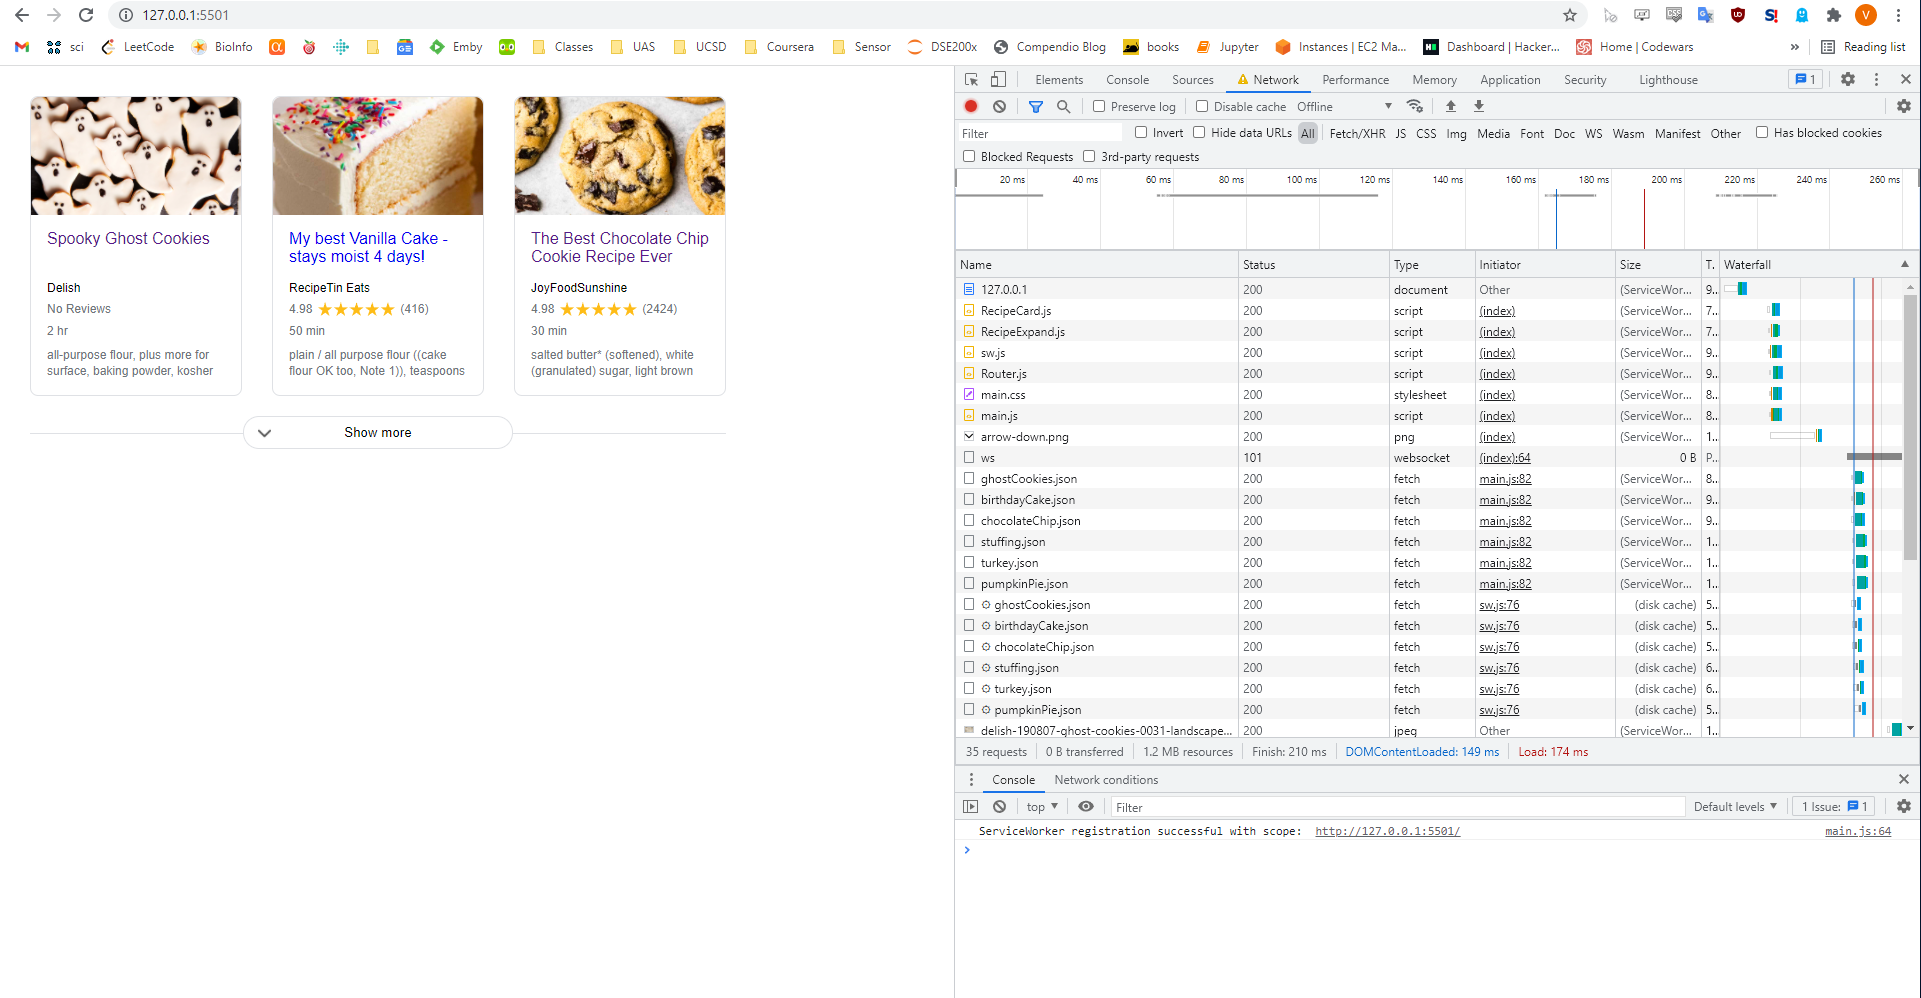 127.0.0.1:5501
sci LeetCode BioInfo Emby Classes UAS UCSD Coursera Sensor DSE200x Compendio Blog books Jupyter Instances | EC2 Ma... Dashboard | Hacker... Home | Codewars » Reading list
Spooky Ghost Cookies
Delish
No Reviews
2 hr
all-purpose flour, plus more for
surface, baking powder, kosher
My best Vanilla Cake -
stays moist 4 days!
RecipeTin Eats
4.98 (416)
50 min
plain / all purpose flour ((cake
flour OK too, Note 1)), teaspoons
The Best Chocolate Chip
Cookie Recipe Ever
JoyFoodSunshine
4.98 (2424)
30 min
salted butter* (softened), white
(granulated) sugar, light brown
Show more
Elements Console Sources Network Performance Memory Application Security Lighthouse 1
Preserve log Disable cache Offline
Filter Invert Hide data URLs All Fetch/XHR JS CSS Img Media Font Doc WS Wasm Manifest Other Has blocked cookies
Blocked Requests 3rd-party requests
20 ms 40 ms 60 ms 80 ms 100 ms 120 ms 140 ms 160 ms 180 ms 200 ms 220 ms 240 ms 260 ms
Name Status Type Initiator Size T. Waterfall
127.0.0.1 200 document Other (ServiceWor... 9..
RecipeCard.js 200 script (index) (ServiceWor... 7..
RecipeExpand.js 200 script (index) (ServiceWor... 7..
sw.js 200 script (index) (ServiceWor... 9..
Router.js 200 script (index) (ServiceWor... 9..
main.css 200 stylesheet (index) (ServiceWor... 8..
main.js 200 script (index) (ServiceWor... 8..
arrow-down.png 200 png (index) (ServiceWor... 1..
ws 101 websocket (index):64 0 B P..
ghostCookies.json 200 fetch main.js:82 (ServiceWor... 8..
birthdayCake.json 200 fetch main.js:82 (ServiceWor... 9..
chocolateChip.json 200 fetch main.js:82 (ServiceWor... 9..
stuffing.json 200 fetch main.js:82 (ServiceWor... 1..
turkey.json 200 fetch main.js:82 (ServiceWor... 1..
pumpkinPie.json 200 fetch main.js:82 (ServiceWor... 1..
ghostCookies.json 200 fetch sw.js:76 (disk cache) 5..
birthdayCake.json 200 fetch sw.js:76 (disk cache) 5..
chocolateChip.json 200 fetch sw.js:76 (disk cache) 5..
stuffing.json 200 fetch sw.js:76 (disk cache) 6..
turkey.json 200 fetch sw.js:76 (disk cache) 6..
pumpkinPie.json 200 fetch sw.js:76 (disk cache) 5..
delish-190807-ghost-cookies-0031-landscape... 200 jpeg Other (ServiceWor... 1..
35 requests 0 B transferred 1.2 MB resources Finish: 210 ms DOMContentLoaded: 149 ms Load: 174 ms
Console Network conditions
top Filter Default levels 1 Issue: 1
ServiceWorker registration successful with scope: http://127.0.0.1:5501/ main.js:64